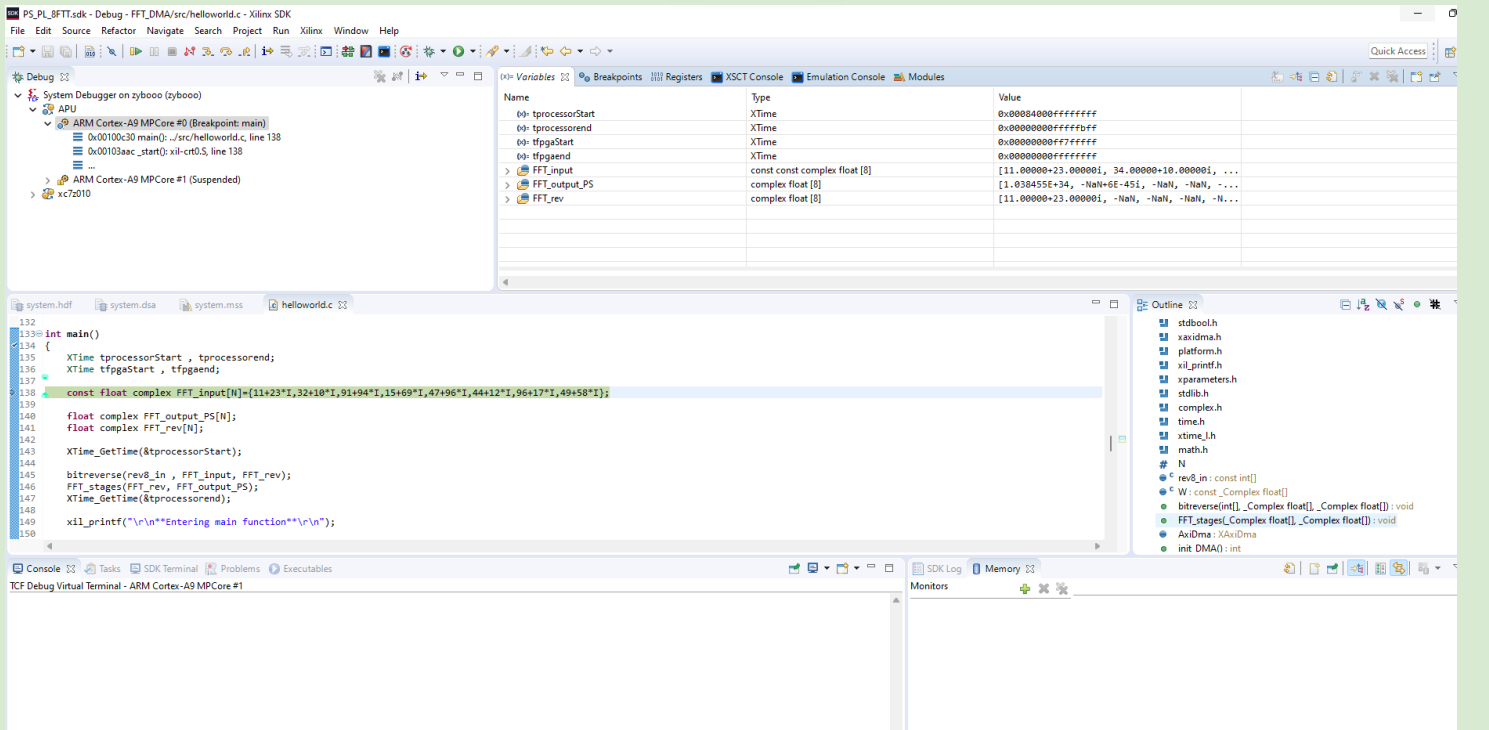 PS_PL_8FTT.sdk - Debug - FFT_DMA/src/helloworld.c - Xilinx SDK
File Edit Source Refactor Navigate Search Project Run Xilinx Window Help
Quick Access
Debug
System Debugger on zybooo (zybooo)
APU
ARM Cortex-A9 MPCore #0 (Breakpoint: main)
0x00100c30 main(): ../src/helloworld.c, line 138
0x00103aac _start(): xil-crt0.S, line 138
...
ARM Cortex-A9 MPCore #1 (Suspended)
xc7z010
(x)= Variables Breakpoints Registers XSCT Console Emulation Console Modules
Name Type Value
(x)= tprocessorStart XTime 0x00084000ffffffff
(x)= tprocessorend XTime 0x00000000fffffbff
(x)= tfpgaStart XTime 0x00000000ff7fffff
(x)= tfpgaend XTime 0x00000000ffffffff
FFT_input const const complex float [8] [11.00000+23.00000i, 34.00000+10.00000i, ...
FFT_output_PS complex float [8] [1.038455E+34, -NaN+6E-45i, -NaN, -NaN, -...
FFT_rev complex float [8] [11.00000+23.00000i, -NaN, -NaN, -NaN, -N...
system.hdf system.dsa system.mss helloworld.c
132
133 int main()
134 {
135 XTime tprocessorStart , tprocessorend;
136 XTime tfpgaStart , tfpgaend;
137
138 const float complex FFT_input[N]={11+23*I,32+10*I,91+94*I,15+69*I,47+96*I,44+12*I,96+17*I,49+58*I};
139
140 float complex FFT_output_PS[N];
141 float complex FFT_rev[N];
142
143 XTime_GetTime(&tprocessorStart);
144
145 bitreverse(rev8_in , FFT_input, FFT_rev);
146 FFT_stages(FFT_rev, FFT_output_PS);
147 XTime_GetTime(&tprocessorend);
148
149 xil_printf("\r\n**Entering main function**\r\n");
150
Outline
stdbool.h
xaxidma.h
platform.h
xil_printf.h
xparameters.h
stdlib.h
complex.h
time.h
xtime_l.h
math.h
# N
rev8_in : const int[]
W : const _Complex float[]
bitreverse(int[], _Complex float[], _Complex float[]) : void
FFT_stages(_Complex float[], _Complex float[]) : void
AxiDma : XAxiDma
init_DMA() : int
Console Tasks SDK Terminal Problems Executables
TCF Debug Virtual Terminal - ARM Cortex-A9 MPCore #1
SDK Log Memory
Monitors